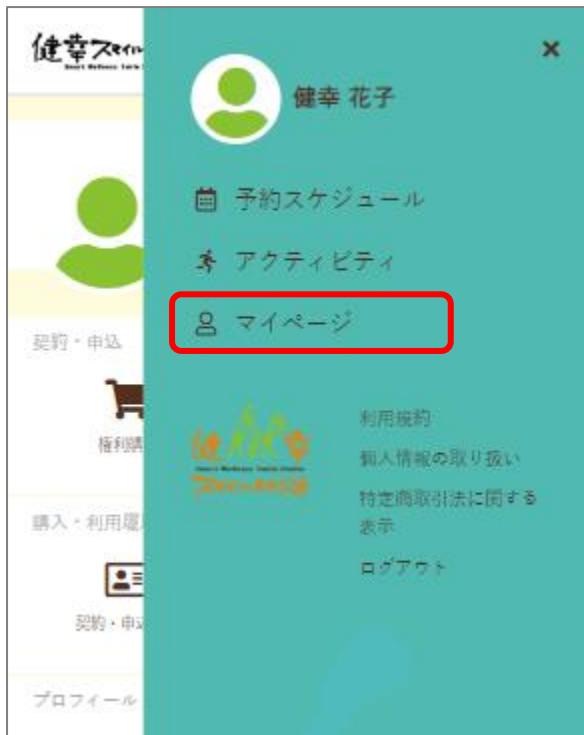 健幸スマイル
×
健幸 花子
予約スケジュール
アクティビティ
マイページ
契約・申込
権利購
購入・利用履
契約・申込
プロフィール
健幸
利用規約
個人情報の取り扱い
特定商取引法に関する
表示
ログアウト